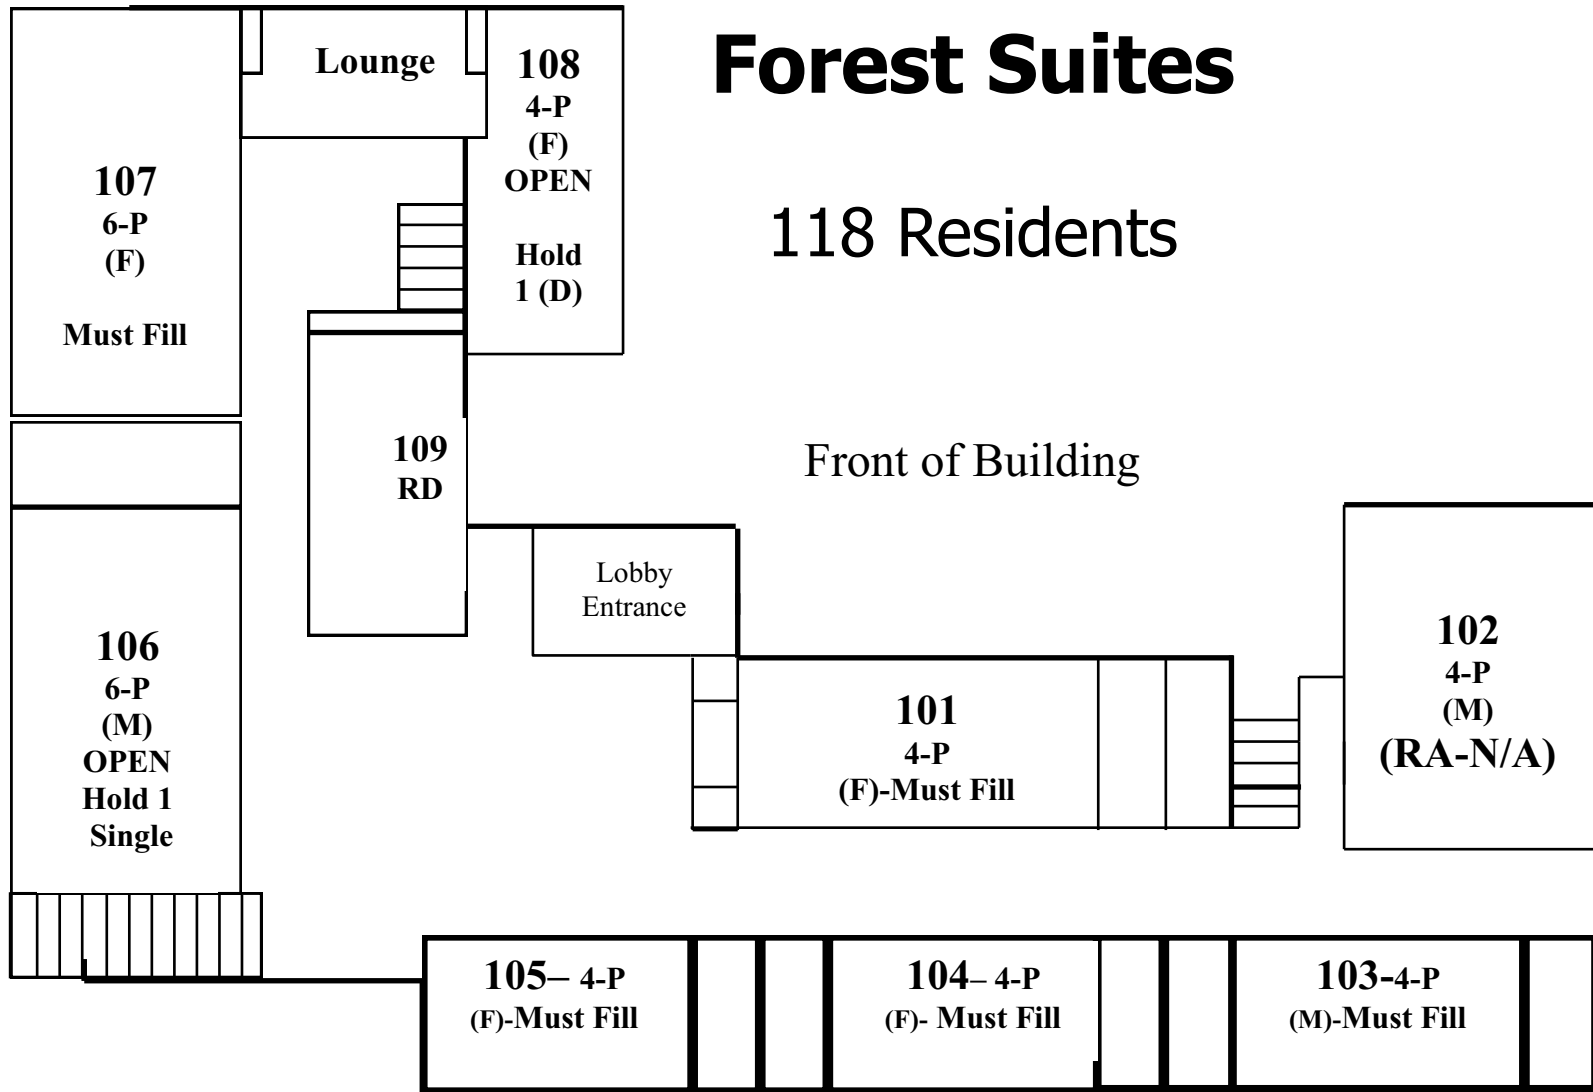 Forest Suites
118 Residents
Lounge
108
4-P
(F)
OPEN
Hold
1 (D)
107
6-P
(F)
Must Fill
109
RD
Front of Building
Lobby
Entrance
106
6-P
(M)
OPEN
Hold 1
Single
101
4-P
(F)-Must Fill
102
4-P
(M)
(RA-N/A)
105– 4-P
(F)-Must Fill
104– 4-P
(F)- Must Fill
103-4-P
(M)-Must Fill